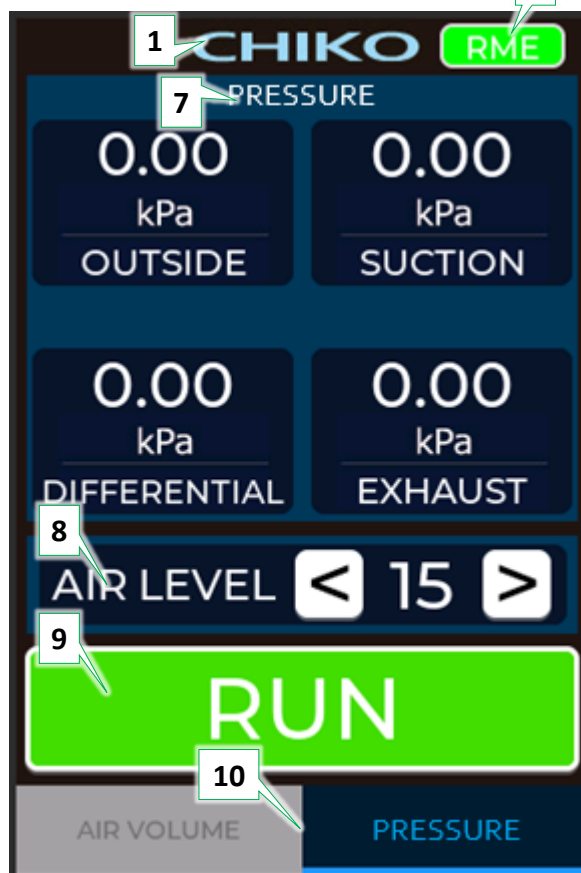 1 CHIKO RME
7 PRESSURE
0.00 0.00
kPa kPa
OUTSIDE SUCTION
0.00 0.00
kPa kPa
DIFFERENTIAL EXHAUST
8
AIR LEVEL < 15 >
9
RUN
10
AIR VOLUME PRESSURE